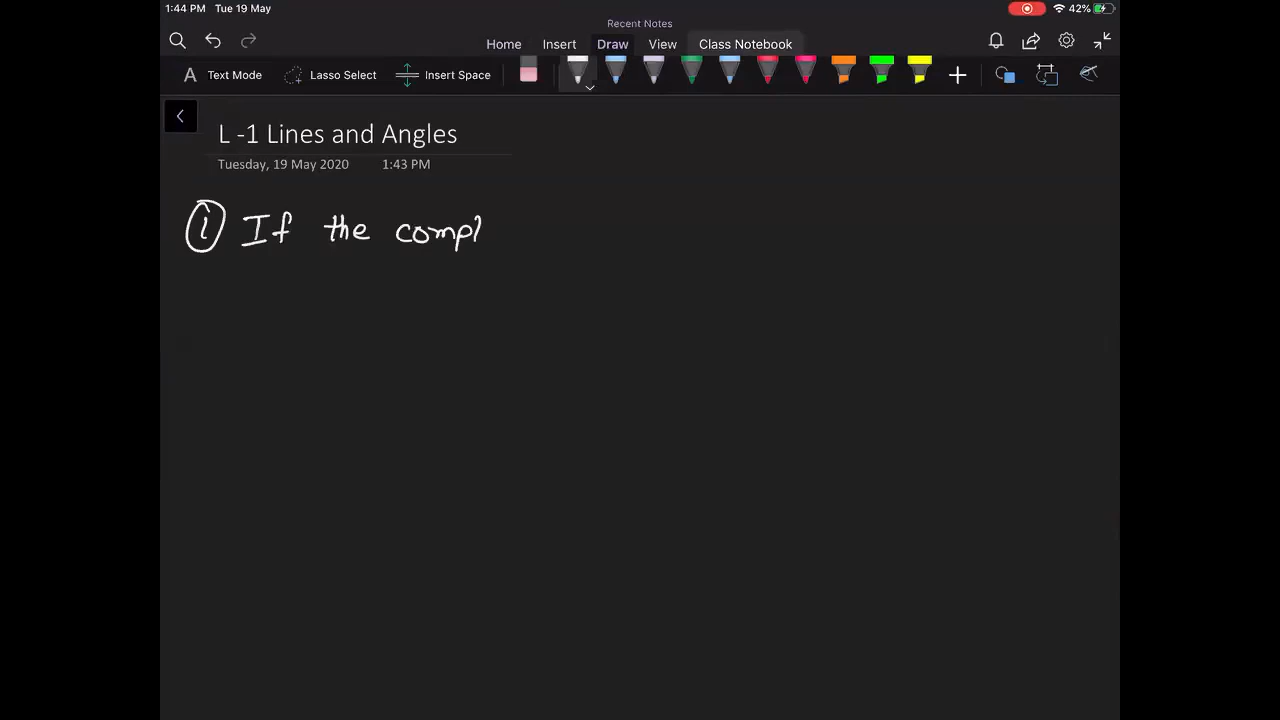 1:44 PM Tue 19 May 42%
Recent Notes
Home Insert Draw View Class Notebook
A Text Mode Lasso Select Insert Space
L -1 Lines and Angles
Tuesday, 19 May 2020 1:43 PM
① If the compl